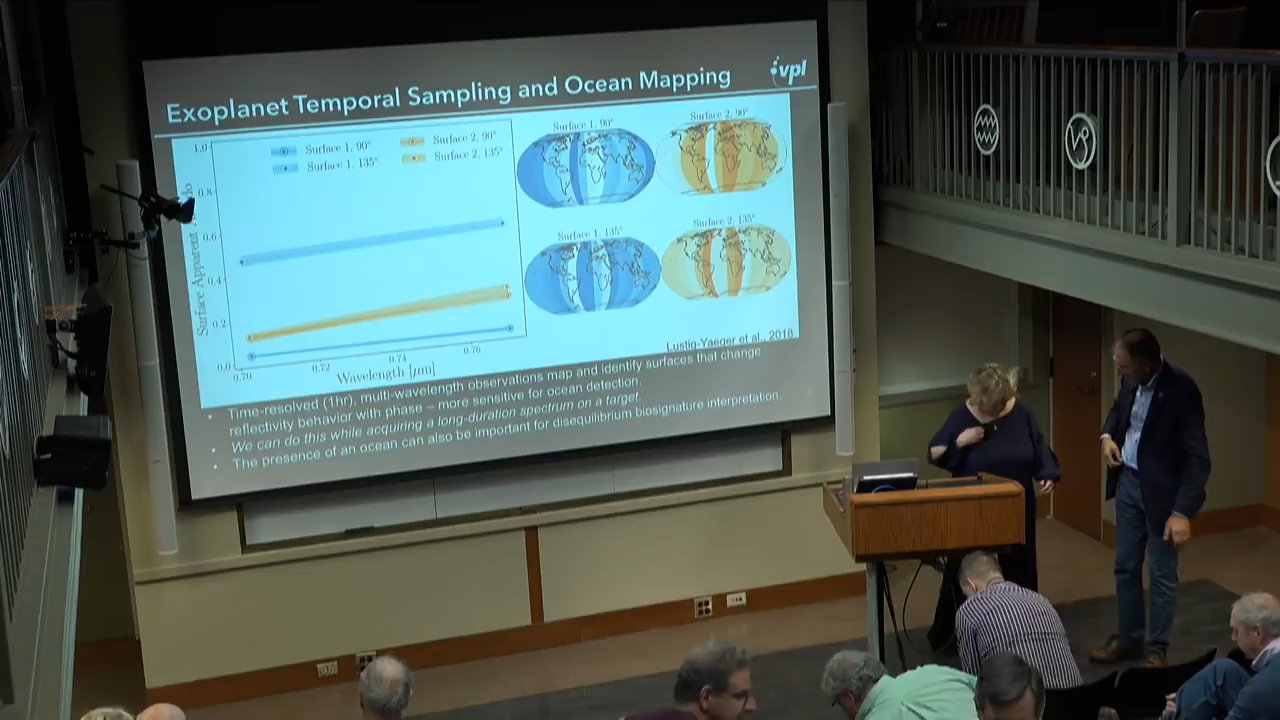 Exoplanet Temporal Sampling and Ocean Mapping
vpl
Surface 1, 90°
Surface 2, 90°
Surface 1, 135°
Surface 2, 135°
1.0
0.8
0.6
0.4
0.2
0.0
Surface Apparent
0.70
0.72
0.74
0.76
Wavelength [μm]
Surface 1, 90°
Surface 2, 90°
Surface 1, 135°
Surface 2, 135°
Lustig-Yaeger et al., 2018
• Time-resolved (1hr), multi-wavelength observations map and identify surfaces that change
reflectivity behavior with phase – more sensitive for ocean detection.
• We can do this while acquiring a long-duration spectrum on a target.
• The presence of an ocean can also be important for disequilibrium biosignature interpretation.